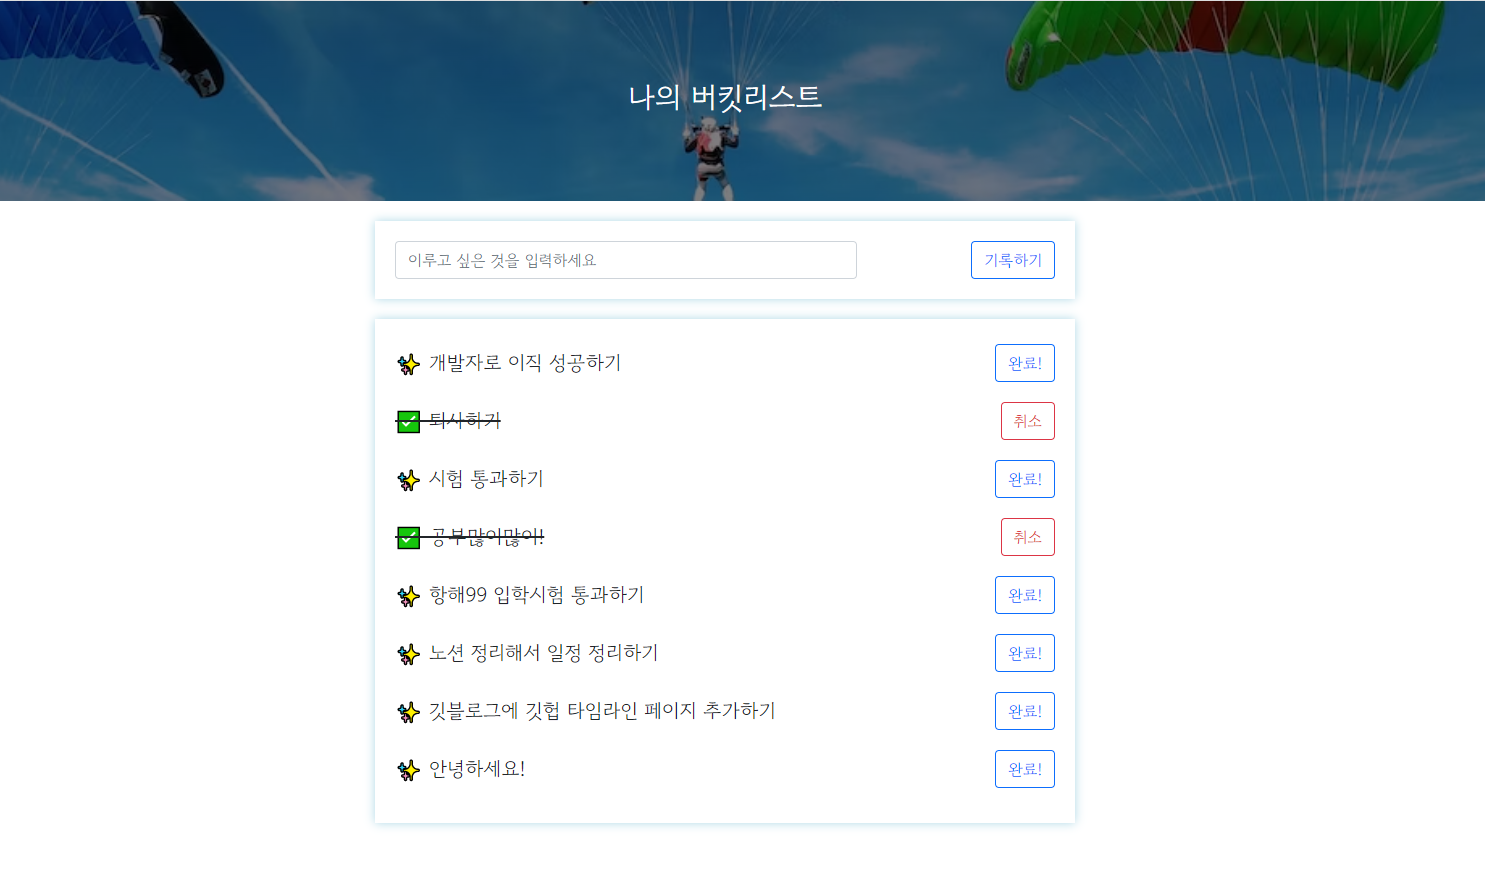 나의 버킷리스트
이루고 싶은 것을 입력하세요
기록하기
✨ 개발자로 이직 성공하기
완료!
✅ 퇴사하기
취소
✨ 시험 통과하기
완료!
✅ 공부많이많이!
취소
✨ 항해99 입학시험 통과하기
완료!
✨ 노션 정리해서 일정 정리하기
완료!
✨ 깃블로그에 깃헙 타임라인 페이지 추가하기
완료!
✨ 안녕하세요!
완료!